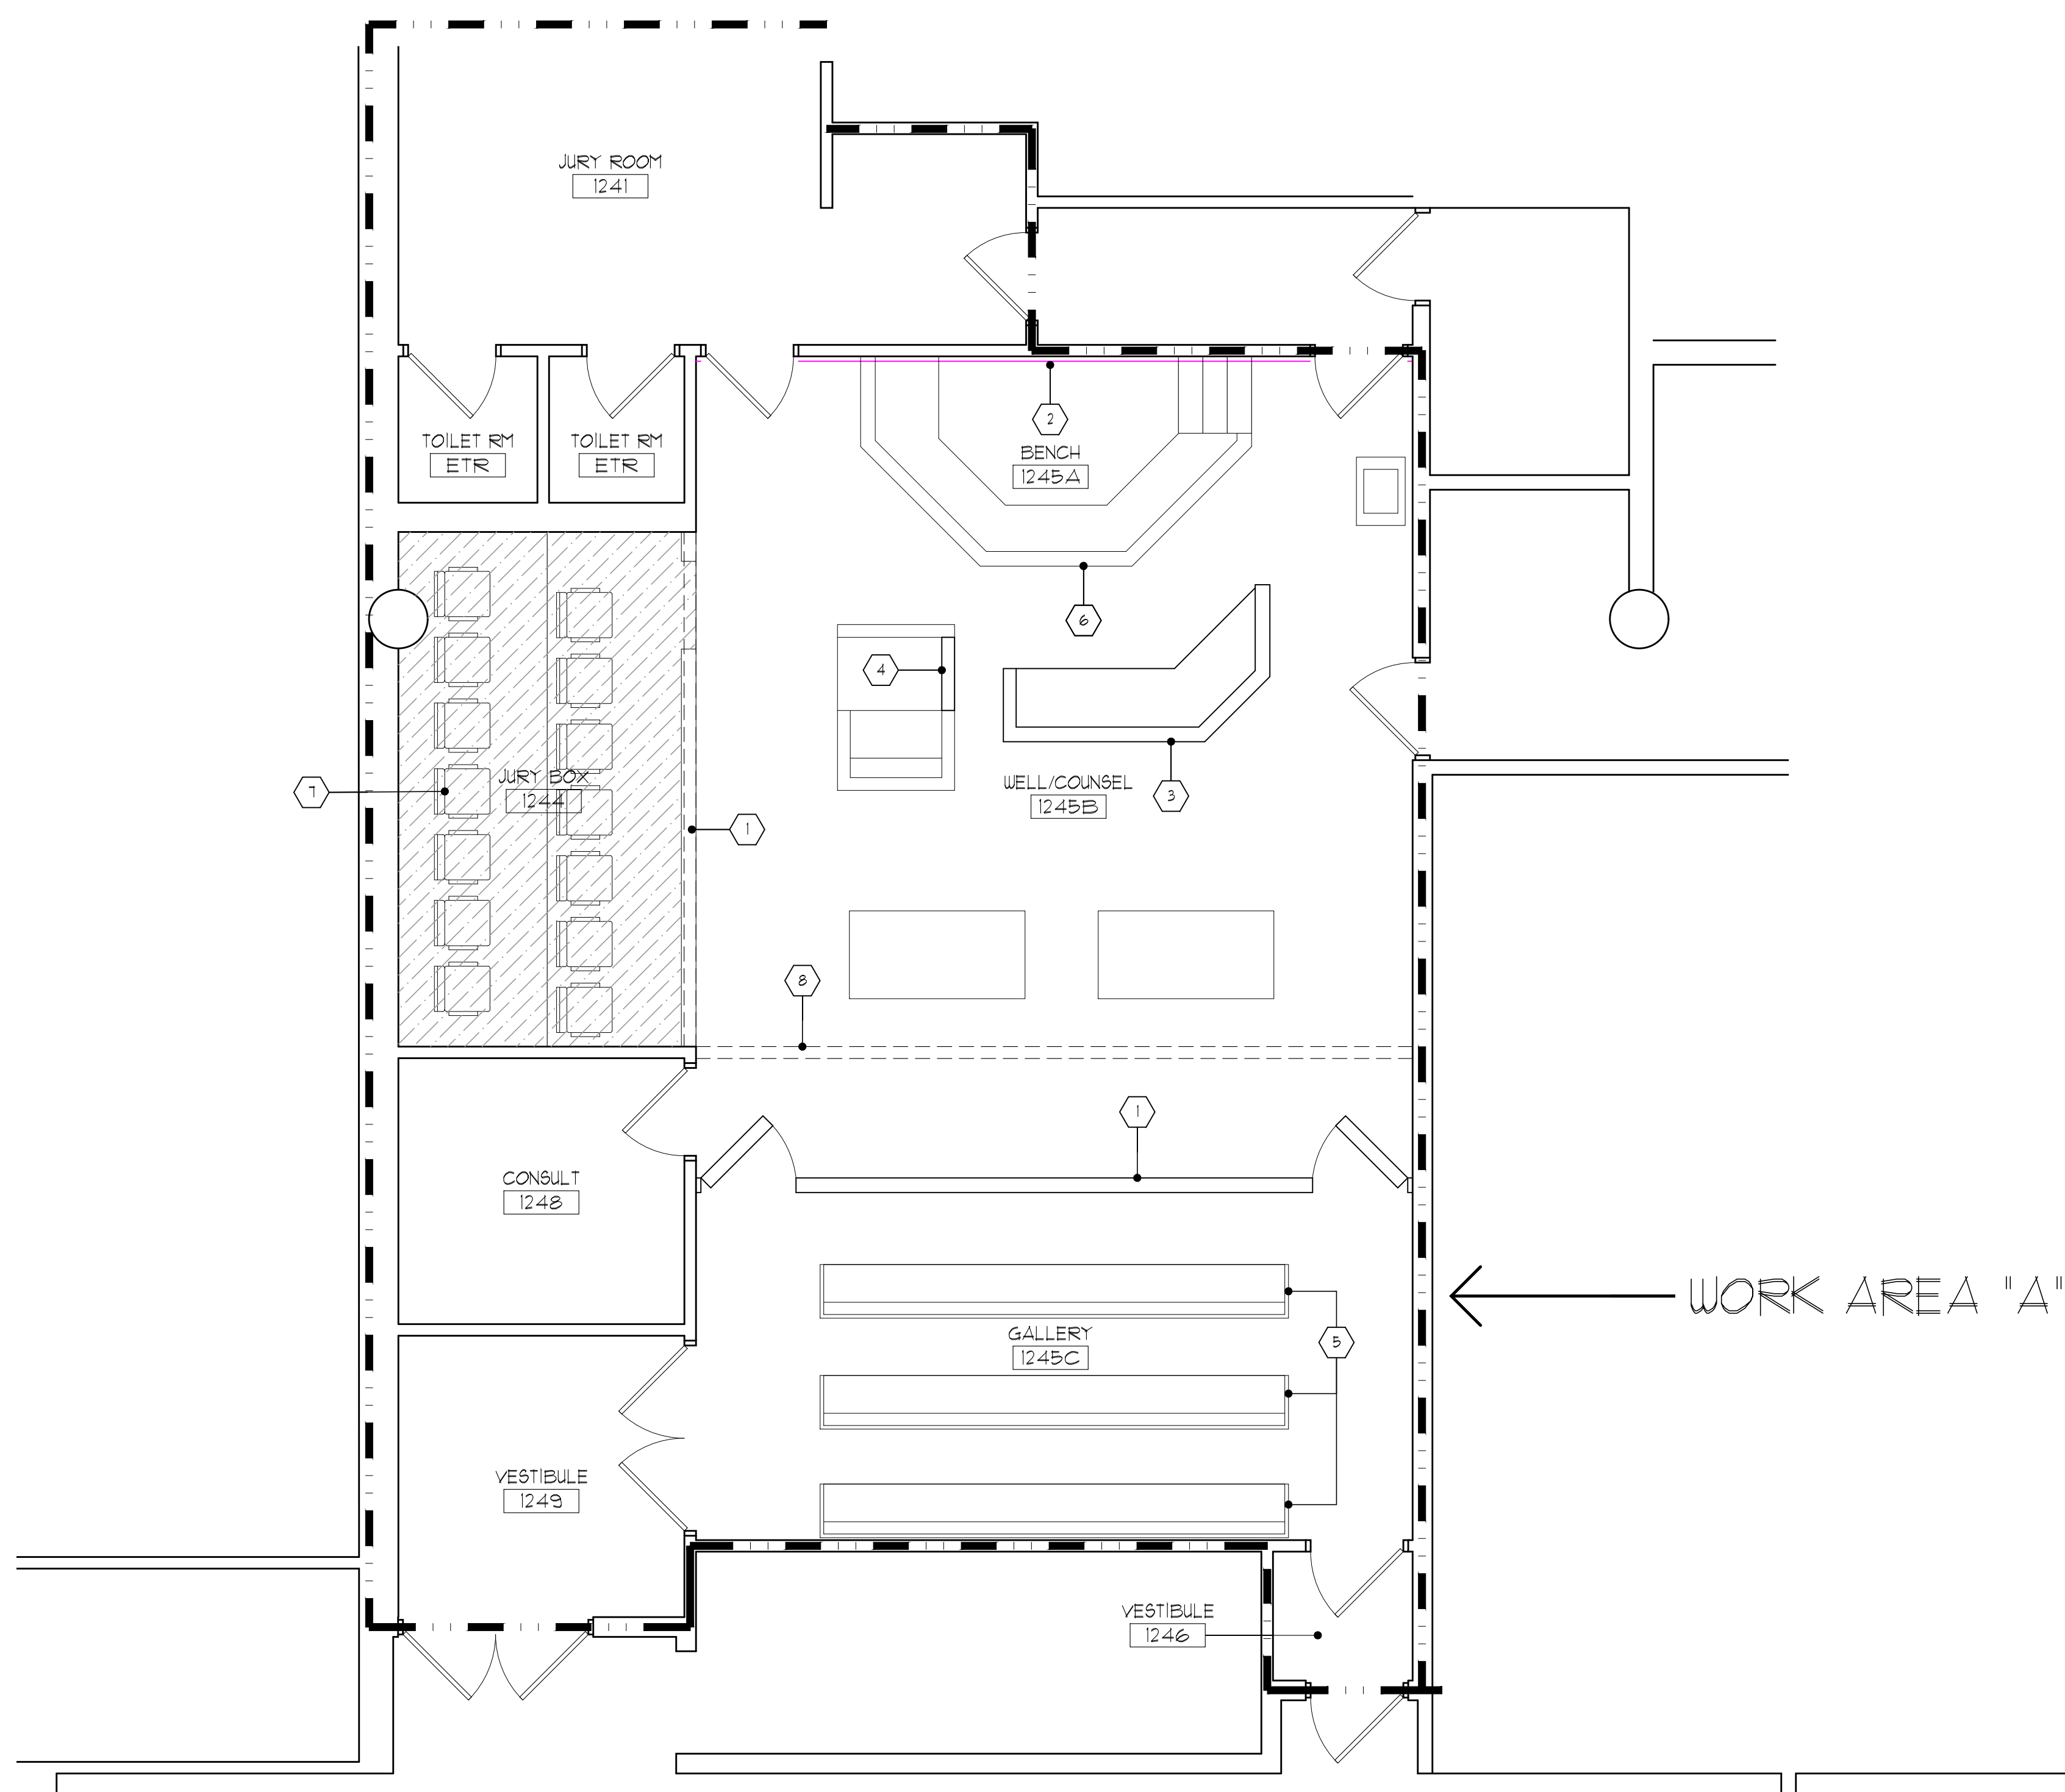 JURY ROOM
1241
2
TOILET RM
ETR
TOILET RM
ETR
BENCH
1245A
6
4
JURY BOX
1244
7
WELL/COUNSEL
1245B
3
1
8
1
CONSULT
1248
WORK AREA "A"
GALLERY
1245C
5
VESTIBULE
1249
VESTIBULE
1246